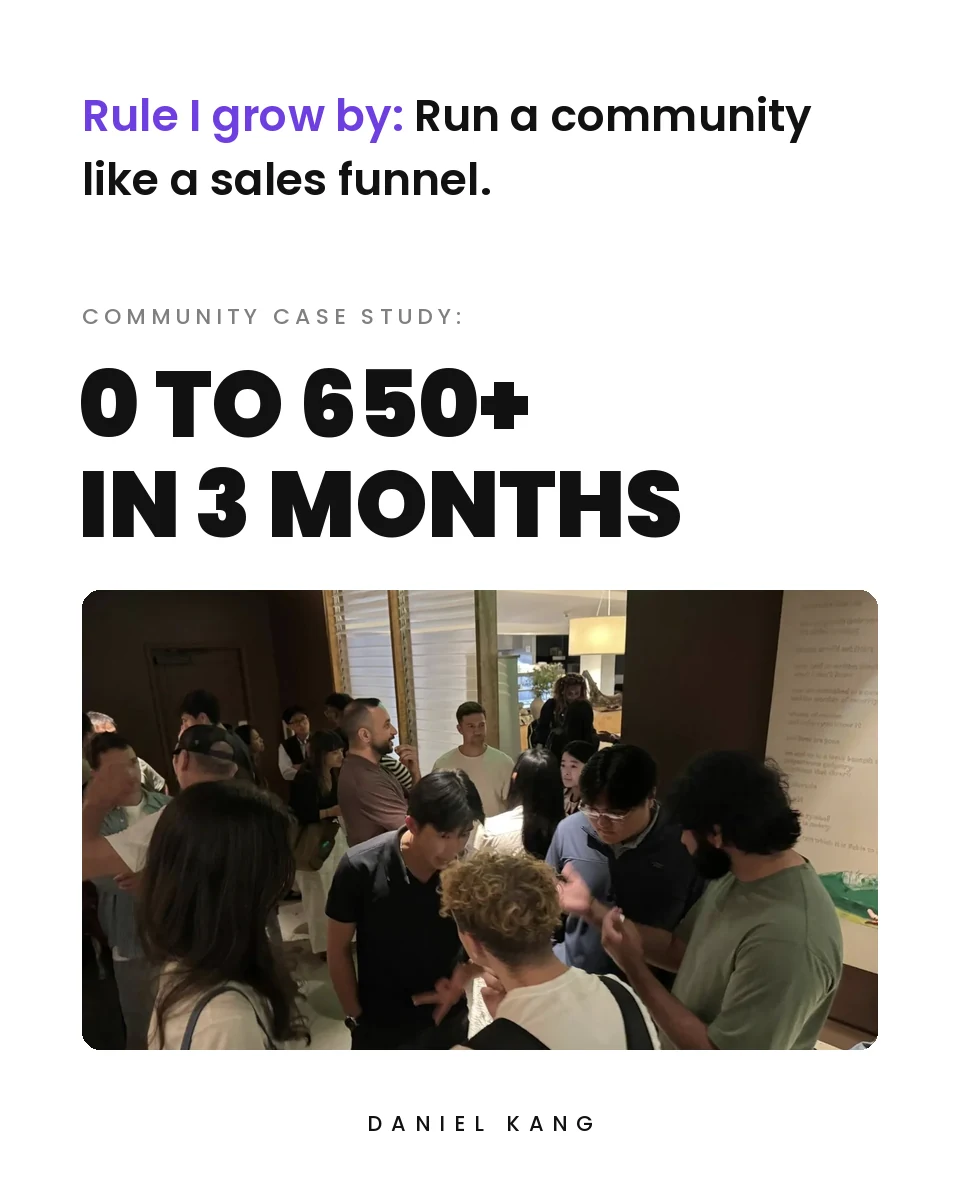 Rule I grow by: Run a community
like a sales funnel.
COMMUNITY CASE STUDY:
0 TO 650+
IN 3 MONTHS
DANIEL KANG